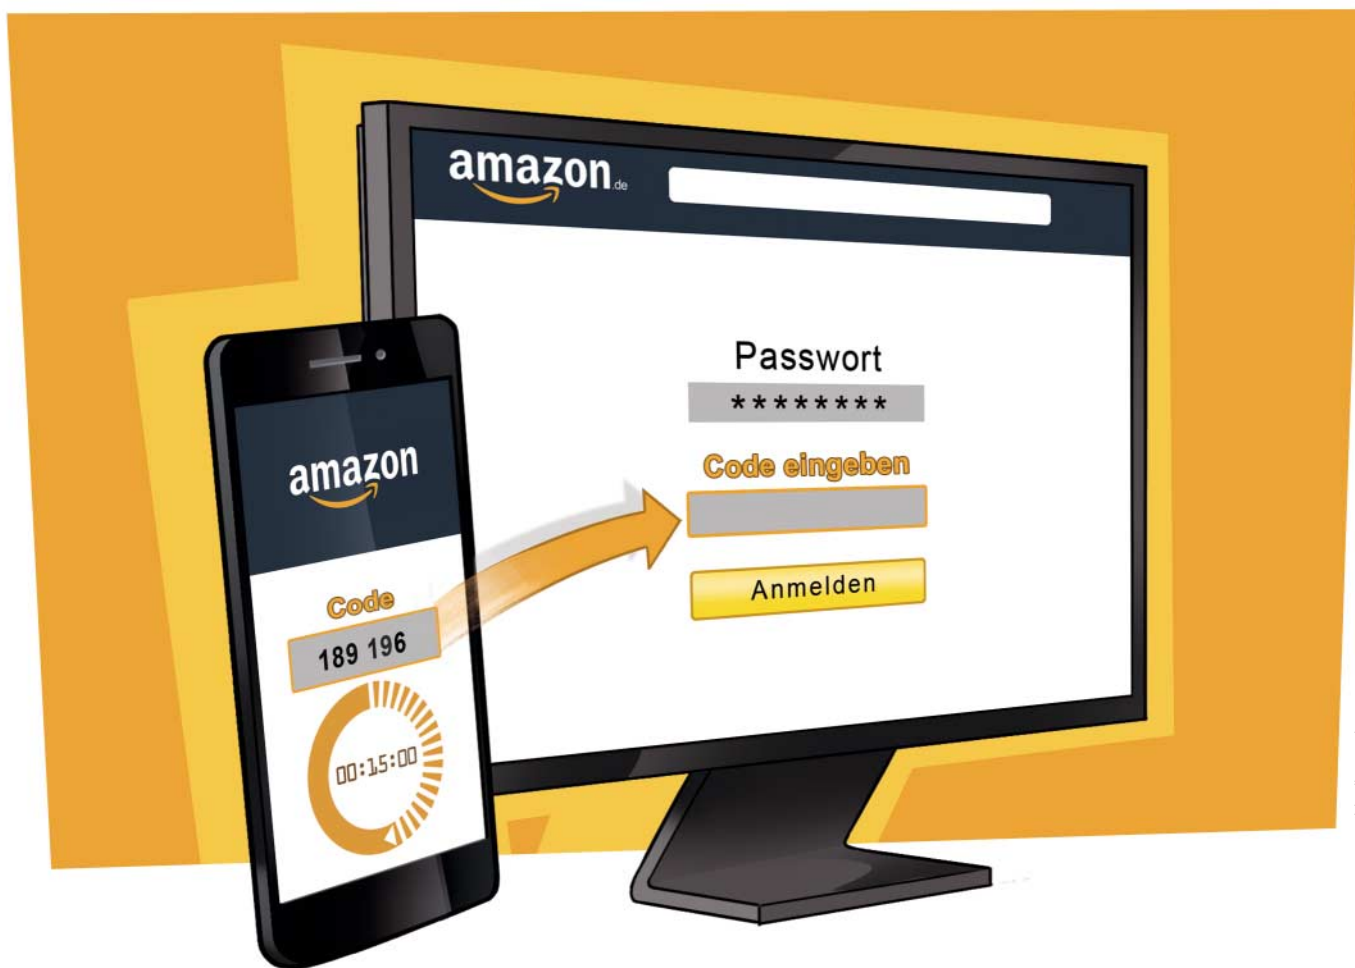 amazon.de
Passwort
********
Code eingeben
Anmelden
amazon
Code
189 196
00:15:00